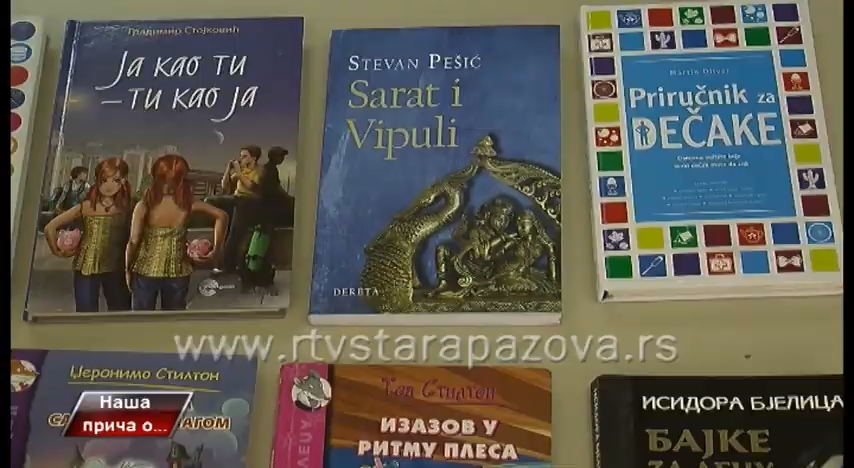 Градимир Стојковић
Ја као ти
– ти као ја
STEVAN PEŠIĆ
Sarat i
Vipuli
DERETA
Martin Oliver
Priručnik za
DEČAKE
www.rtvstarapazova.rs
Џеронимо Стилтон
Теа Стилтон
ИЗАЗОВ У
РИТМУ ПЛЕСА
ИСИДОРА БЈЕЛИЦА
БАЈКЕ
Наша
прича о...